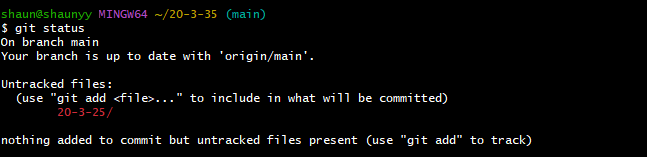 shaun@shaunyy MINGW64 ~/20-3-35 (main)
$ git status
On branch main
Your branch is up to date with 'origin/main'.
Untracked files:
(use "git add <file>..." to include in what will be committed)
20-3-25/
nothing added to commit but untracked files present (use "git add" to track)